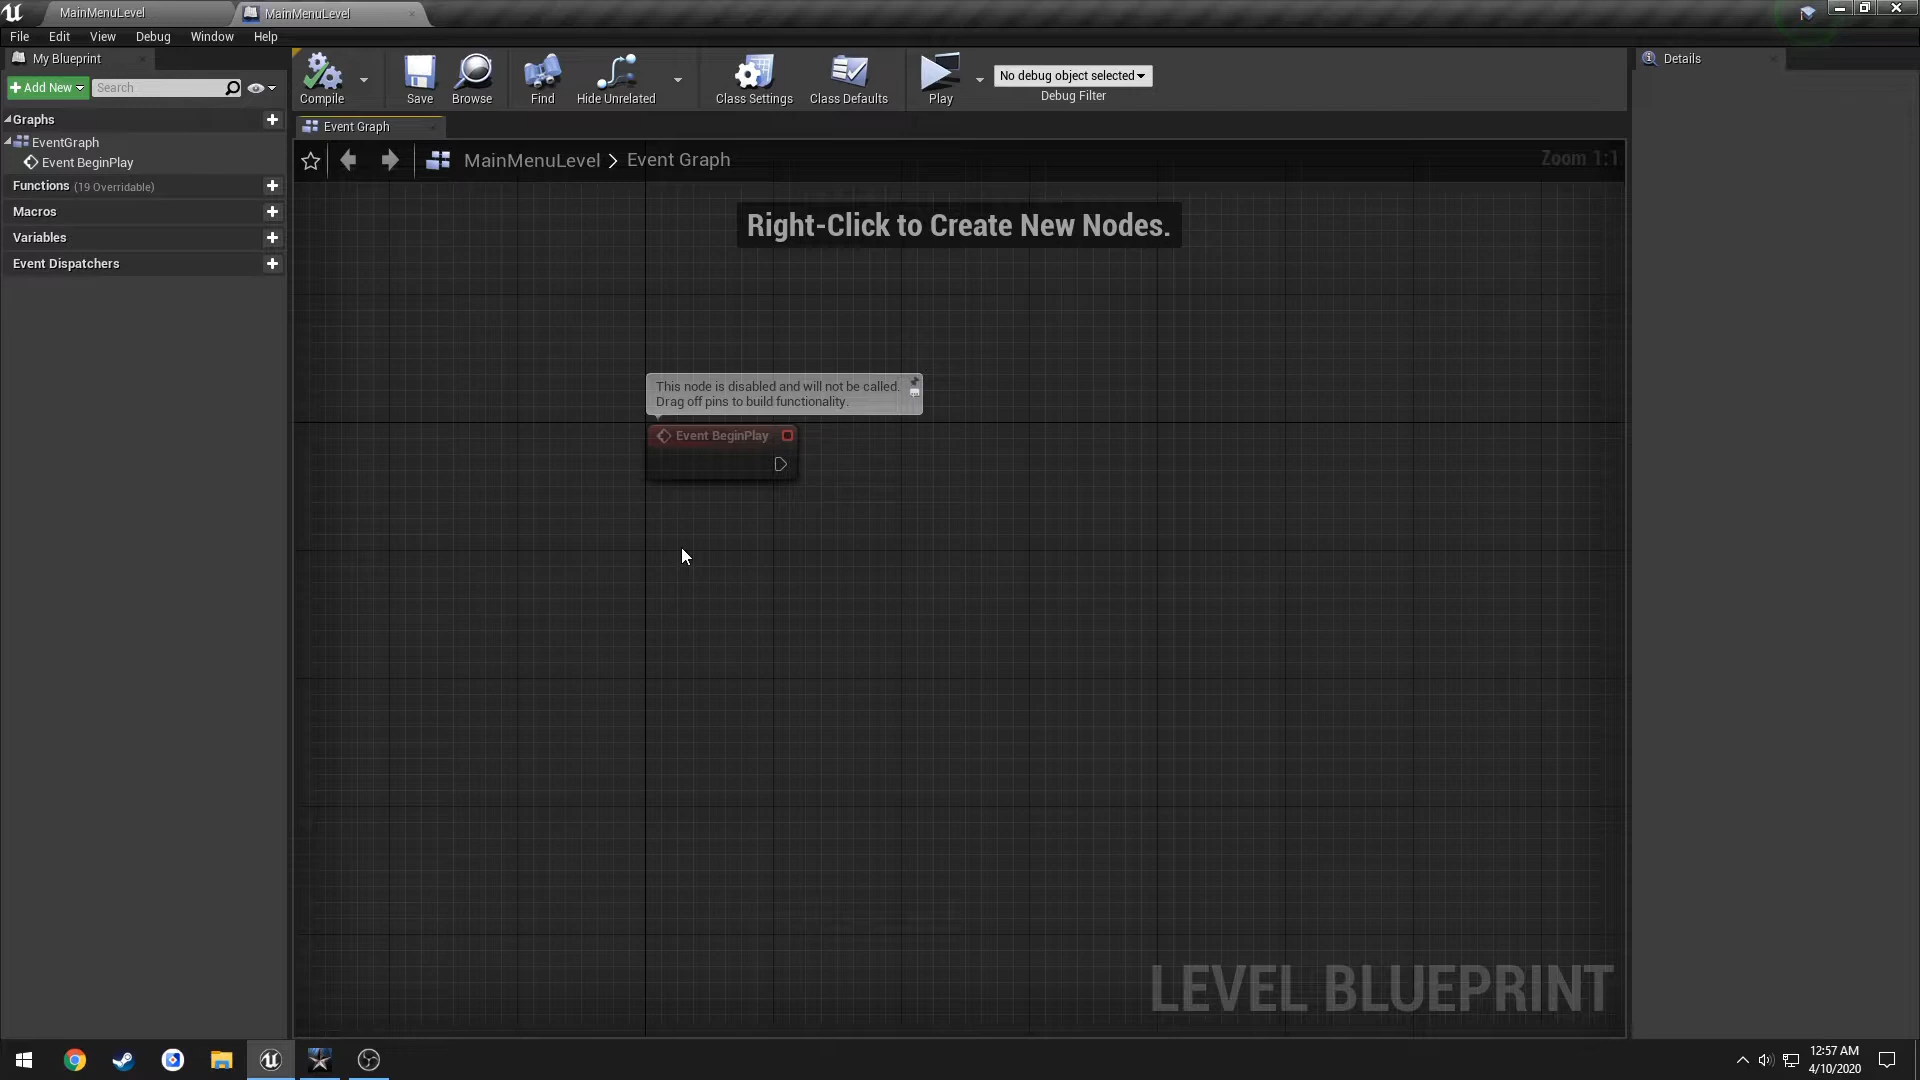 MainMenuLevel
MainMenuLevel
File Edit View Debug Window Help
My Blueprint
Add New
Search
Graphs
EventGraph
Event BeginPlay
Functions (19 Overridable)
Macros
Variables
Event Dispatchers
Compile
Save
Browse
Find
Hide Unrelated
Class Settings
Class Defaults
Play
No debug object selected
Debug Filter
Event Graph
MainMenuLevel > Event Graph
Zoom 1:1
Right-Click to Create New Nodes.
This node is disabled and will not be called.
Drag off pins to build functionality.
Event BeginPlay
LEVEL BLUEPRINT
Details
12:57 AM
4/10/2020